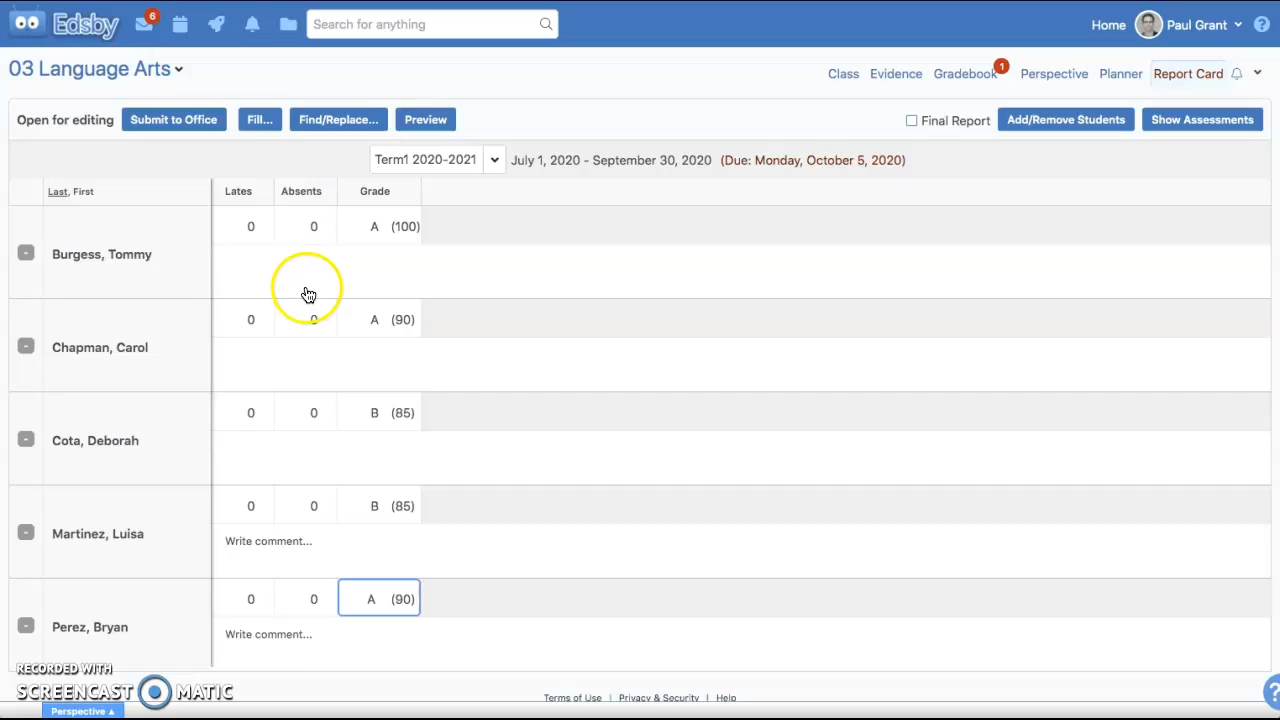 Edsby 6 Search for anything Home Paul Grant ?
03 Language Arts Class Evidence Gradebook 1 Perspective Planner Report Card
Open for editing Submit to Office Fill... Find/Replace... Preview Final Report Add/Remove Students Show Assessments
Term1 2020-2021 July 1, 2020 - September 30, 2020 (Due: Monday, October 5, 2020)
Last, First Lates Absents Grade
0 0 A (100)
- Burgess, Tommy
0 0 A (90)
- Chapman, Carol
0 0 B (85)
- Cota, Deborah
0 0 B (85)
- Martinez, Luisa
Write comment...
0 0 A (90)
- Perez, Bryan
Write comment...
RECORDED WITH
SCREENCAST MATIC
Terms of Use | Privacy & Security | Help
?
Perspective